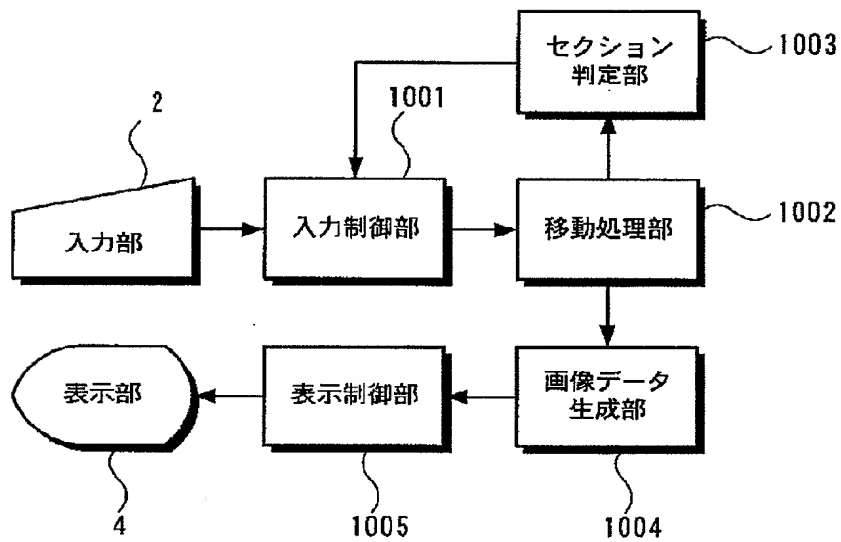 セクション
判定部
1003
2
1001
入力部
入力制御部
移動処理部
1002
表示部
表示制御部
画像データ
生成部
4
1005
1004